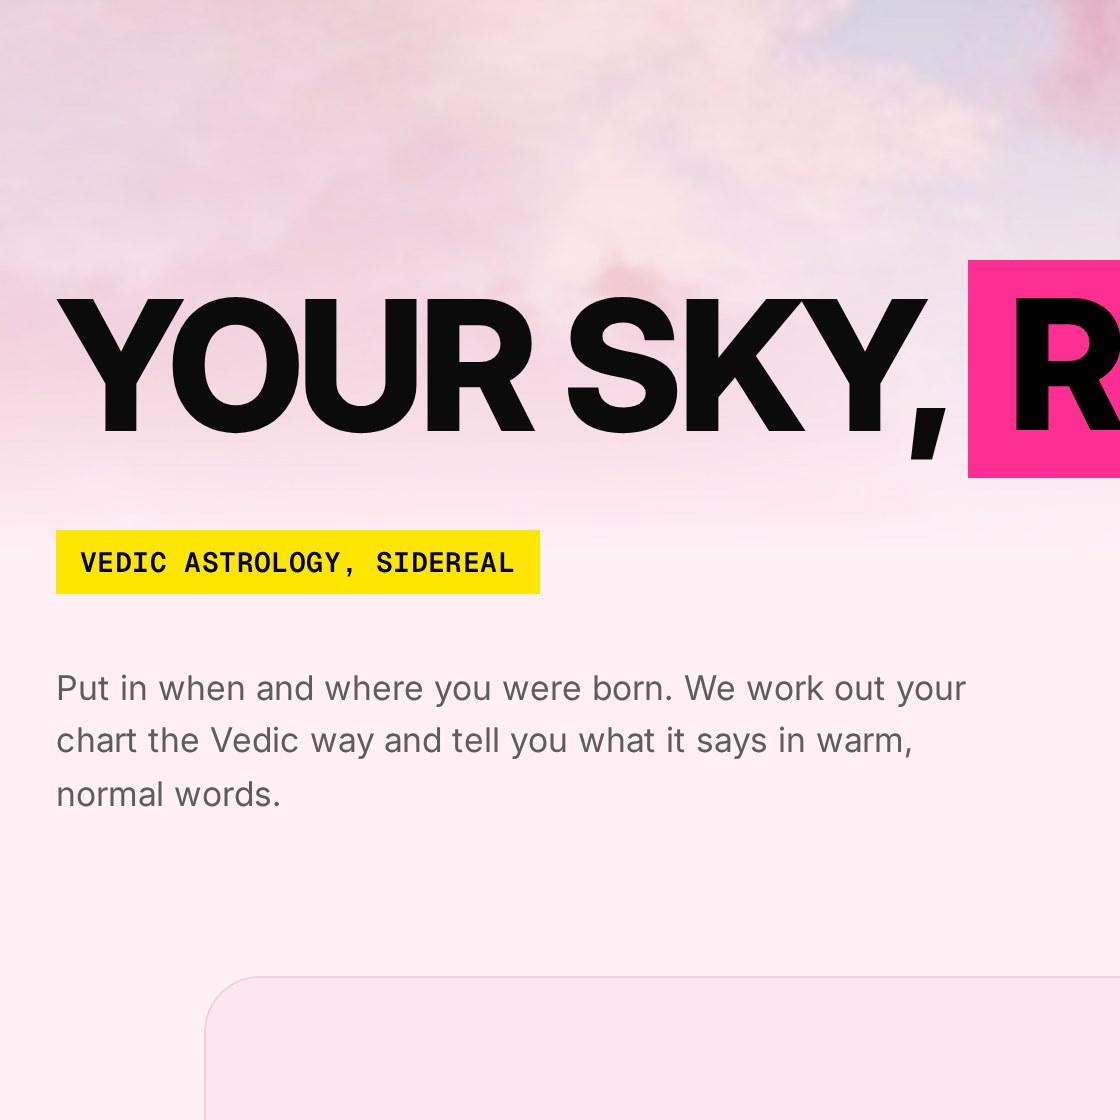 YOUR SKY, R
VEDIC ASTROLOGY, SIDEREAL
Put in when and where you were born. We work out your
chart the Vedic way and tell you what it says in warm,
normal words.